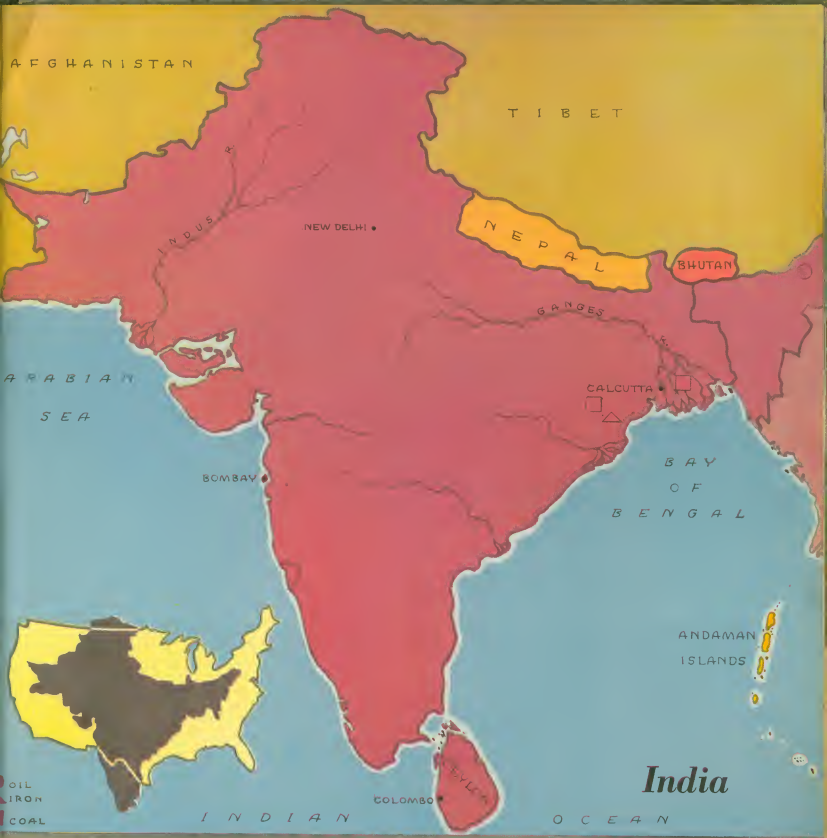 AFGHANISTAN
TIBET
INDUS R.
NEW DELHI
NEPAL
BHUTAN
GANGES R.
ARABIAN
SEA
CALCUTTA
BOMBAY
BAY
OF
BENGAL
ANDAMAN
ISLANDS
India
CEYLON
COLOMBO
OIL
IRON
COAL
INDIAN OCEAN